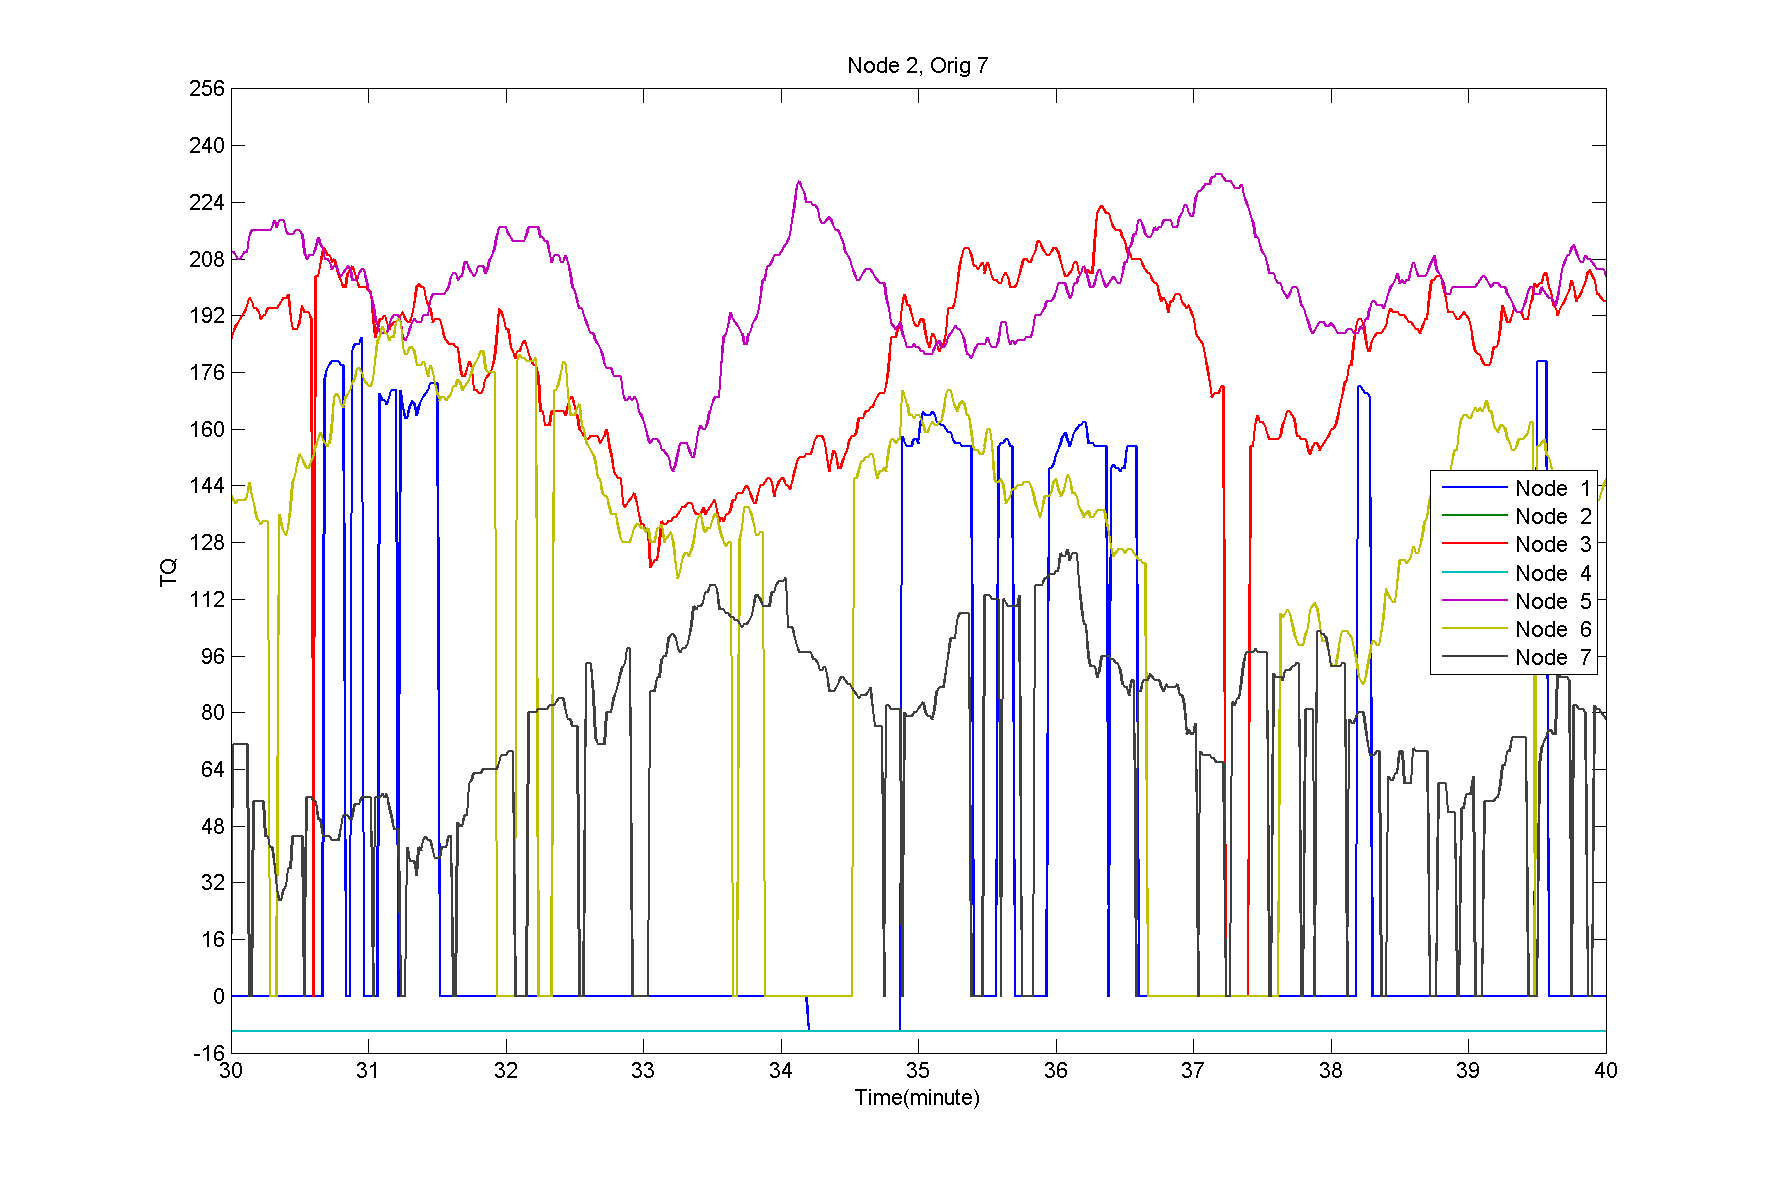 Node 2, Orig 7
256
240
224
208
192
176
160
144
128
112
96
80
64
48
32
16
0
-16
TQ
Node 1
Node 2
Node 3
Node 4
Node 5
Node 6
Node 7
30 31 32 33 34 35 36 37 38 39 40
Time(minute)